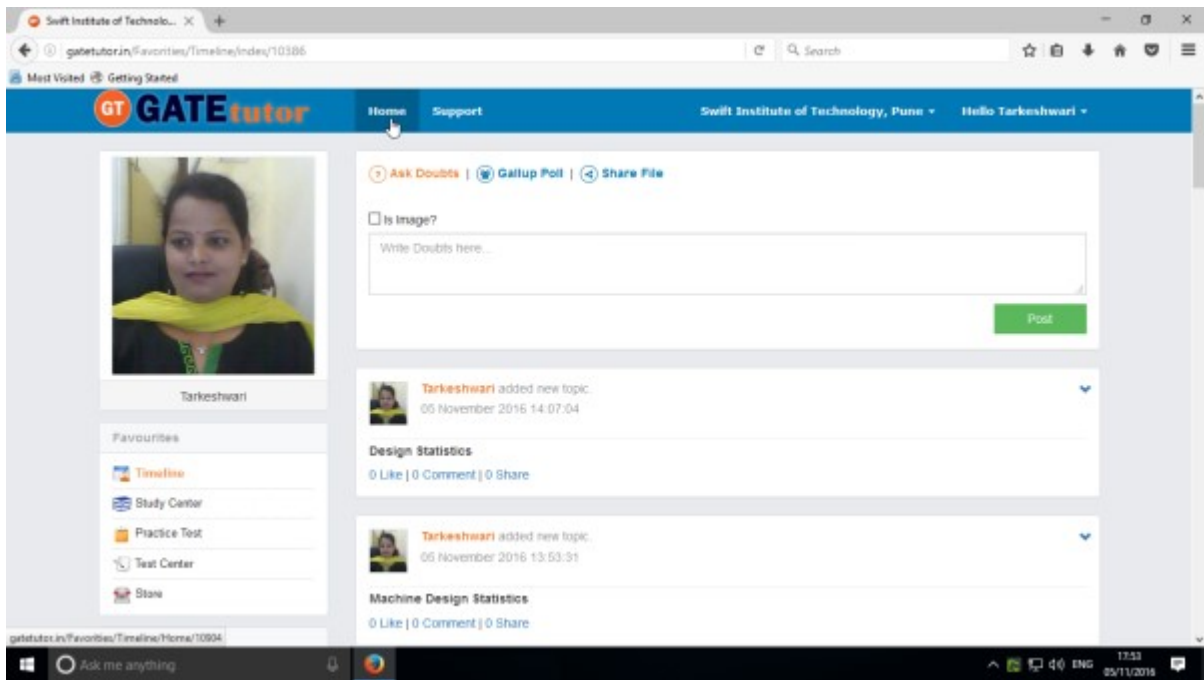 Swift Institute of Technolo...
gatetutor.in/Favorities/Timeline/Index/10386
Search
Most Visited Getting Started
GT GATEtutor Home Support Swift Institute of Technology, Pune Hello Tarkeshwari
? Ask Doubts | Gallup Poll | Share File
Is Image?
Write Doubts here...
Post
Tarkeshwari
Favourites
Timeline
Study Center
Practice Test
Test Center
Store
Tarkeshwari added new topic.
05 November 2016 14:07:04
Design Statistics
0 Like | 0 Comment | 0 Share
Tarkeshwari added new topic.
05 November 2016 13:53:31
Machine Design Statistics
0 Like | 0 Comment | 0 Share
gatetutor.in/Favorities/Timeline/Home/10904
Ask me anything
ENG
17:53
05/11/2016